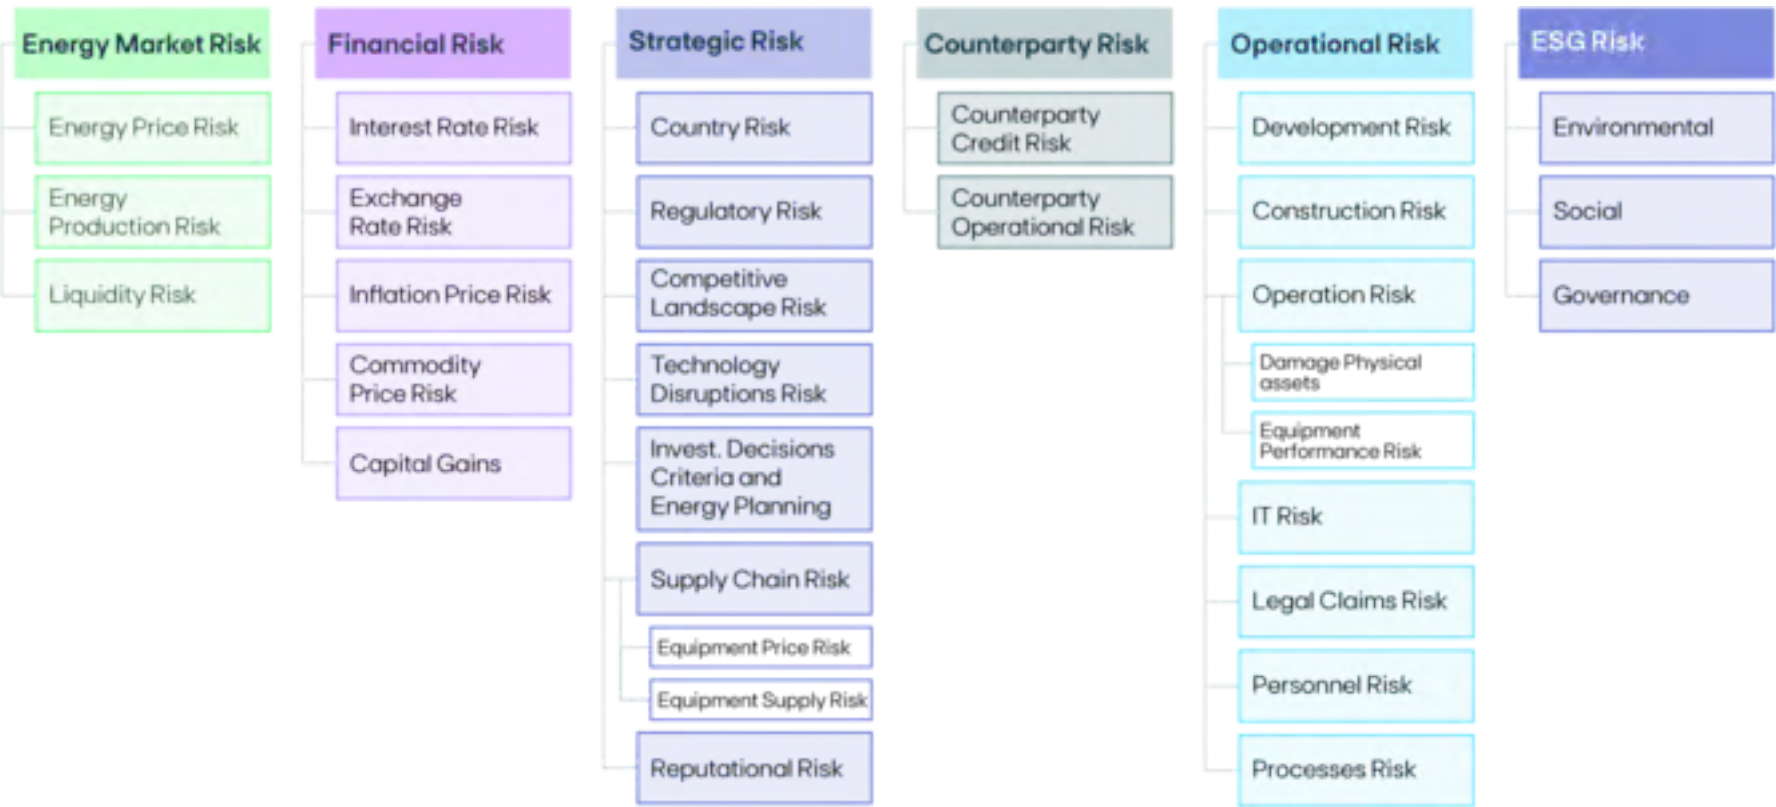 Energy Market Risk
Energy Price Risk
Energy
Production Risk
Liquidity Risk
Financial Risk
Interest Rate Risk
Exchange
Rate Risk
Inflation Price Risk
Commodity
Price Risk
Capital Gains
Strategic Risk
Country Risk
Regulatory Risk
Competitive
Landscape Risk
Technology
Disruptions Risk
Invest. Decisions
Criteria and
Energy Planning
Supply Chain Risk
Equipment Price Risk
Equipment Supply Risk
Reputational Risk
Counterparty Risk
Counterparty
Credit Risk
Counterparty
Operational Risk
Operational Risk
Development Risk
Construction Risk
Operation Risk
Damage Physical
assets
Equipment
Performance Risk
IT Risk
Legal Claims Risk
Personnel Risk
Processes Risk
ESG Risk
Environmental
Social
Governance